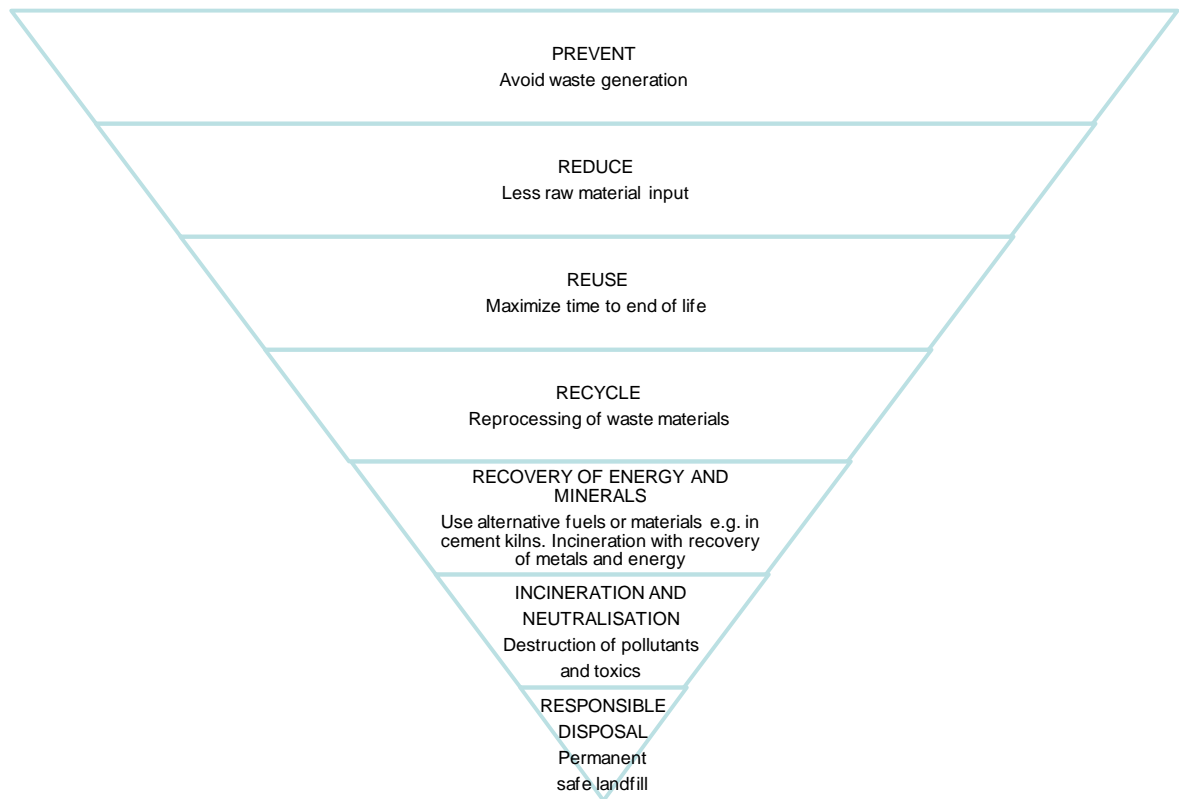 PREVENT
Avoid waste generation
REDUCE
Less raw material input
REUSE
Maximize time to end of life
RECYCLE
Reprocessing of waste materials
RECOVERY OF ENERGY AND
MINERALS
Use alternative fuels or materials e.g. in
cement kilns. Incineration with recovery
of metals and energy
INCINERATION AND
NEUTRALISATION
Destruction of pollutants
and toxics
RESPONSIBLE
DISPOSAL
Permanent
safe landfill